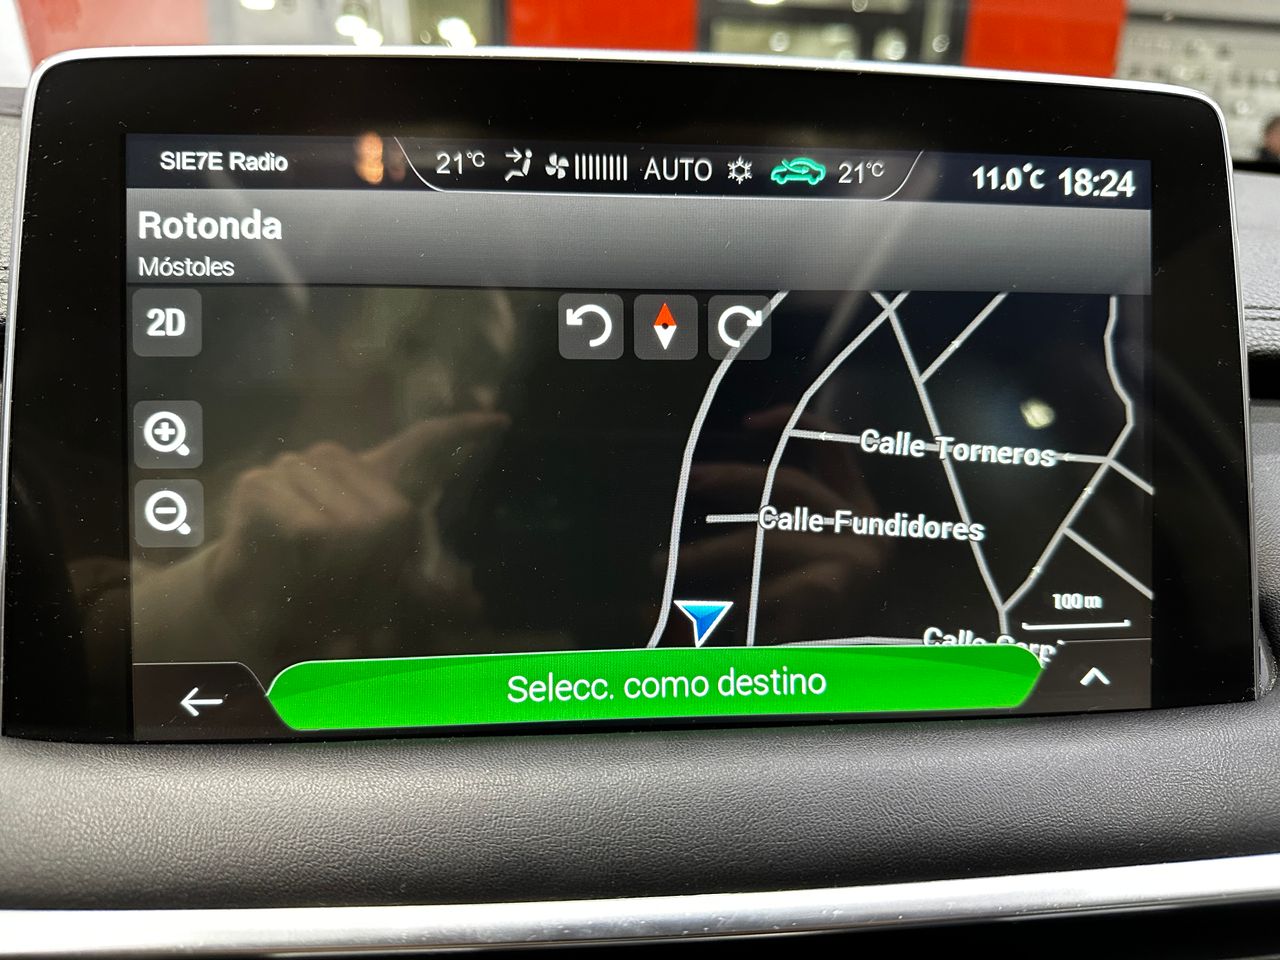 SIE7E Radio
21°C
AUTO
21°C
11.0°C 18:24
Rotonda
Móstoles
2D
Calle Torneros
Calle Fundidores
100 m
Calle
Selecc. como destino